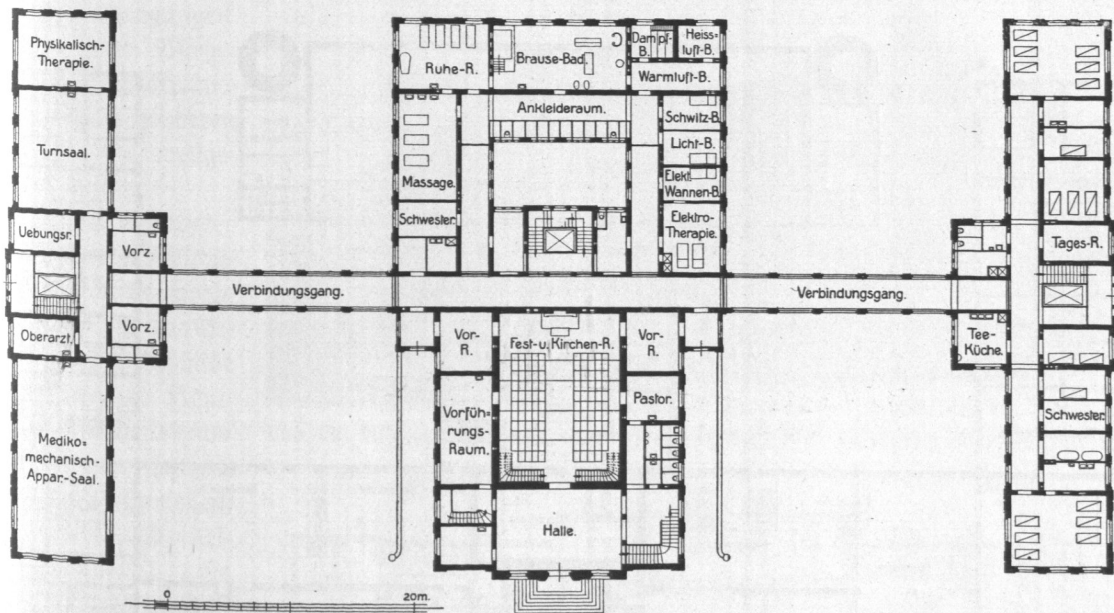 Physikalisch-
Therapie.
Turnsaal.
Uebungsr.
Vorz.
Oberarzt.
Vorz.
Mediko-
mechanisch-
Appar.-Saal.
Verbindungsgang.
Ruhe-R.
Brause-Bad.
Dampf-
B.
Heiss-
luft-B.
Warmluft-B.
Ankleideraum.
Schwitz-B.
Licht-B.
Massage.
Elekt.
Wannen-B.
Schwester.
Elektro-
Therapie.
Vor-
R.
Fest- u. Kirchen-R.
Vor-
R.
Vorfüh=
rungs-
Raum.
Pastor.
Halle.
Verbindungsgang.
Tages-R.
Tee-
Küche.
Schwester.
0
20m.